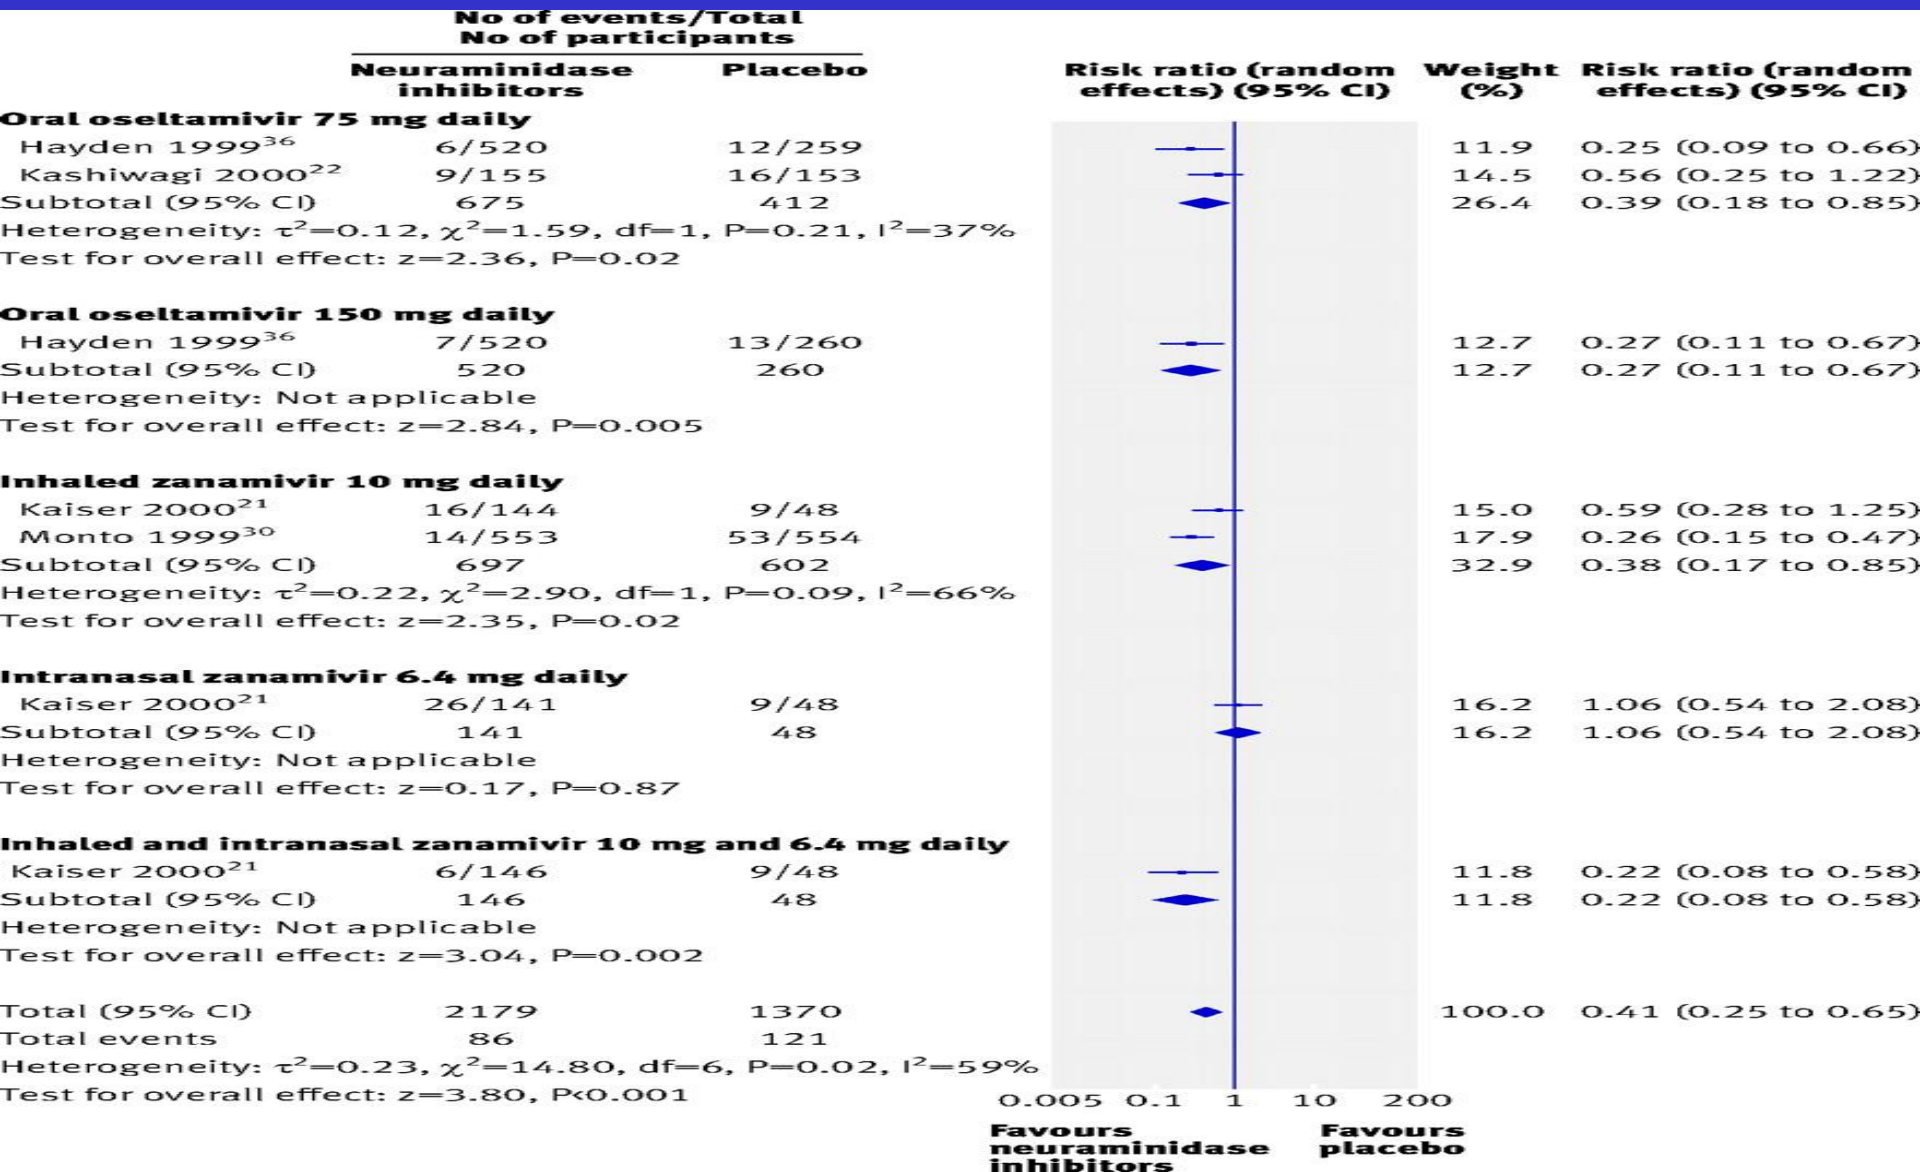 No of events/Total
No of participants
Neuraminidase inhibitors Placebo Risk ratio (random effects) (95% CI) Weight (%) Risk ratio (random effects) (95% CI)
Oral oseltamivir 75 mg daily
Hayden 1999³⁶ 6/520 12/259 11.9 0.25 (0.09 to 0.66)
Kashiwagi 2000²² 9/155 16/153 14.5 0.56 (0.25 to 1.22)
Subtotal (95% CI) 675 412 26.4 0.39 (0.18 to 0.85)
Heterogeneity: τ²=0.12, χ²=1.59, df=1, P=0.21, I²=37%
Test for overall effect: z=2.36, P=0.02
Oral oseltamivir 150 mg daily
Hayden 1999³⁶ 7/520 13/260 12.7 0.27 (0.11 to 0.67)
Subtotal (95% CI) 520 260 12.7 0.27 (0.11 to 0.67)
Heterogeneity: Not applicable
Test for overall effect: z=2.84, P=0.005
Inhaled zanamivir 10 mg daily
Kaiser 2000²¹ 16/144 9/48 15.0 0.59 (0.28 to 1.25)
Monto 1999³⁰ 14/553 53/554 17.9 0.26 (0.15 to 0.47)
Subtotal (95% CI) 697 602 32.9 0.38 (0.17 to 0.85)
Heterogeneity: τ²=0.22, χ²=2.90, df=1, P=0.09, I²=66%
Test for overall effect: z=2.35, P=0.02
Intranasal zanamivir 6.4 mg daily
Kaiser 2000²¹ 26/141 9/48 16.2 1.06 (0.54 to 2.08)
Subtotal (95% CI) 141 48 16.2 1.06 (0.54 to 2.08)
Heterogeneity: Not applicable
Test for overall effect: z=0.17, P=0.87
Inhaled and intranasal zanamivir 10 mg and 6.4 mg daily
Kaiser 2000²¹ 6/146 9/48 11.8 0.22 (0.08 to 0.58)
Subtotal (95% CI) 146 48 11.8 0.22 (0.08 to 0.58)
Heterogeneity: Not applicable
Test for overall effect: z=3.04, P=0.002
Total (95% CI) 2179 1370 100.0 0.41 (0.25 to 0.65)
Total events 86 121
Heterogeneity: τ²=0.23, χ²=14.80, df=6, P=0.02, I²=59%
Test for overall effect: z=3.80, P<0.001
0.005 0.1 1 10 200
Favours neuraminidase inhibitors Favours placebo